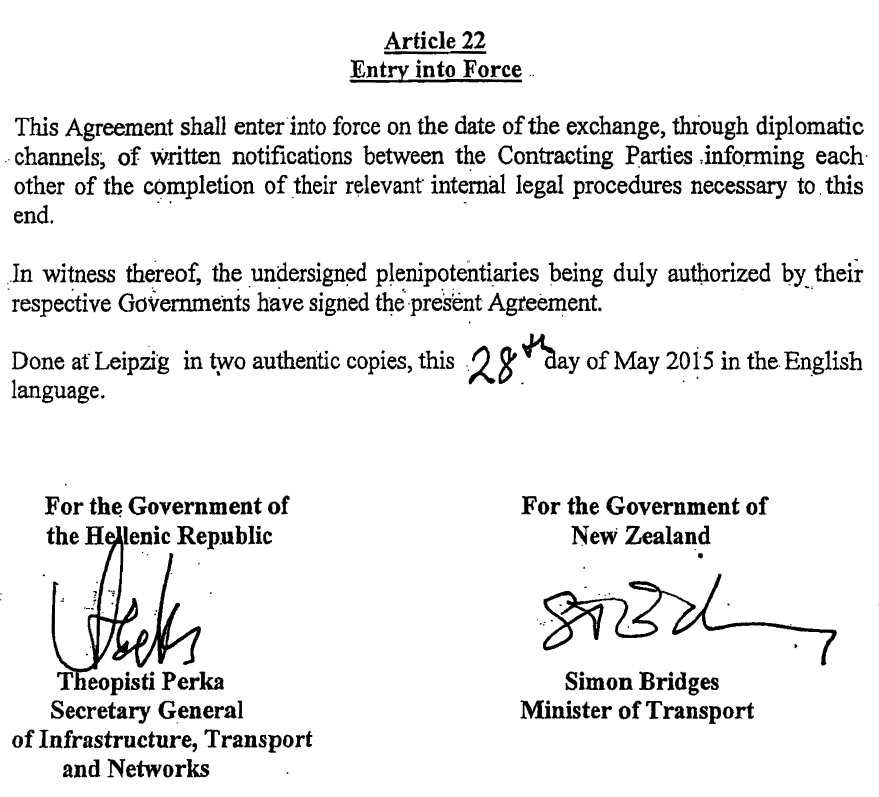 Article 22
Entry into Force
This Agreement shall enter into force on the date of the exchange, through diplomatic
channels, of written notifications between the Contracting Parties informing each
other of the completion of their relevant internal legal procedures necessary to this
end.
In witness thereof, the undersigned plenipotentiaries being duly authorized by their
respective Governments have signed the present Agreement.
Done at Leipzig in two authentic copies, this 28th day of May 2015 in the English
language.
For the Government of
the Hellenic Republic
Theopisti Perka
Secretary General
of Infrastructure, Transport
and Networks
For the Government of
New Zealand
Simon Bridges
Minister of Transport